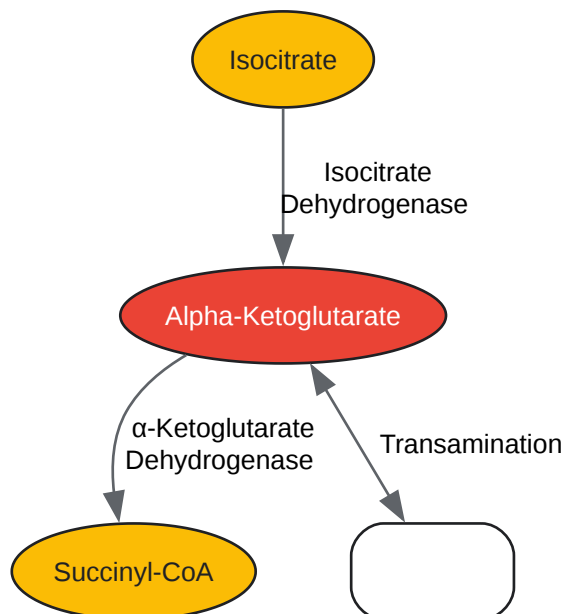 Isocitrate
Isocitrate
Dehydrogenase
Alpha-Ketoglutarate
α-Ketoglutarate
Dehydrogenase
Transamination
Succinyl-CoA